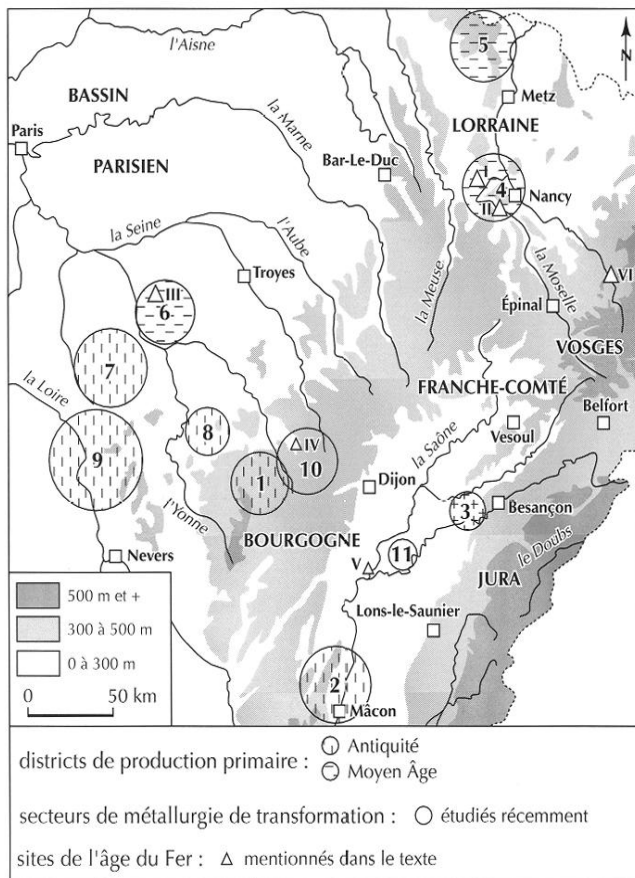 l'Aisne
5
N
Metz
BASSIN
la Marne
LORRAINE
Paris
PARISIEN
Bar-Le-Duc
I
4
Nancy
II
la Seine
l'Aube
la Meuse
la Moselle
VI
Troyes
III
6
Épinal
VOSGES
7
FRANCHE-COMTÉ
la Loire
Belfort
Vesoul
8
la Saône
IV
9
10
1
Dijon
3
Besançon
l'Yonne
BOURGOGNE
le Doubs
11
V
Nevers
JURA
500 m et +
Lons-le-Saunier
300 à 500 m
0 à 300 m
2
0 50 km
Mâcon
districts de production primaire : Antiquité
Moyen Âge
secteurs de métallurgie de transformation : étudiés récemment
sites de l'âge du Fer : mentionnés dans le texte